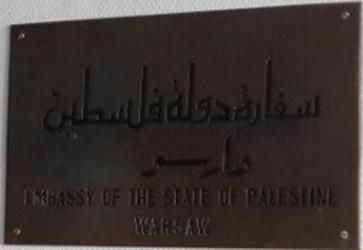 سفارة دولة فلسطين
وارسو
EMBASSY OF THE STATE OF PALESTINE
WARSAW